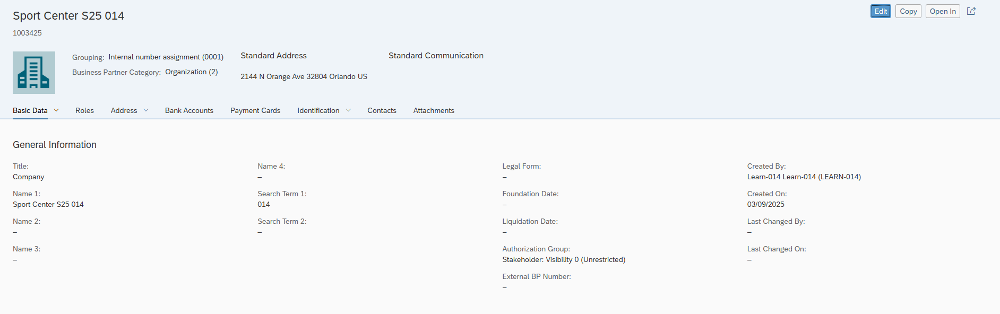 Sport Center S25 014
Edit
Copy
Open In
1003425
Grouping: Internal number assignment (0001)
Business Partner Category: Organization (2)
Standard Address
2144 N Orange Ave 32804 Orlando US
Standard Communication
Basic Data
Roles
Address
Bank Accounts
Payment Cards
Identification
Contacts
Attachments
General Information
Title:
Company
Name 1:
Sport Center S25 014
Name 2:
–
Name 3:
–
Name 4:
–
Search Term 1:
014
Search Term 2:
–
Legal Form:
–
Foundation Date:
–
Liquidation Date:
–
Authorization Group:
Stakeholder: Visibility 0 (Unrestricted)
External BP Number:
–
Created By:
Learn-014 Learn-014 (LEARN-014)
Created On:
03/09/2025
Last Changed By:
–
Last Changed On:
–